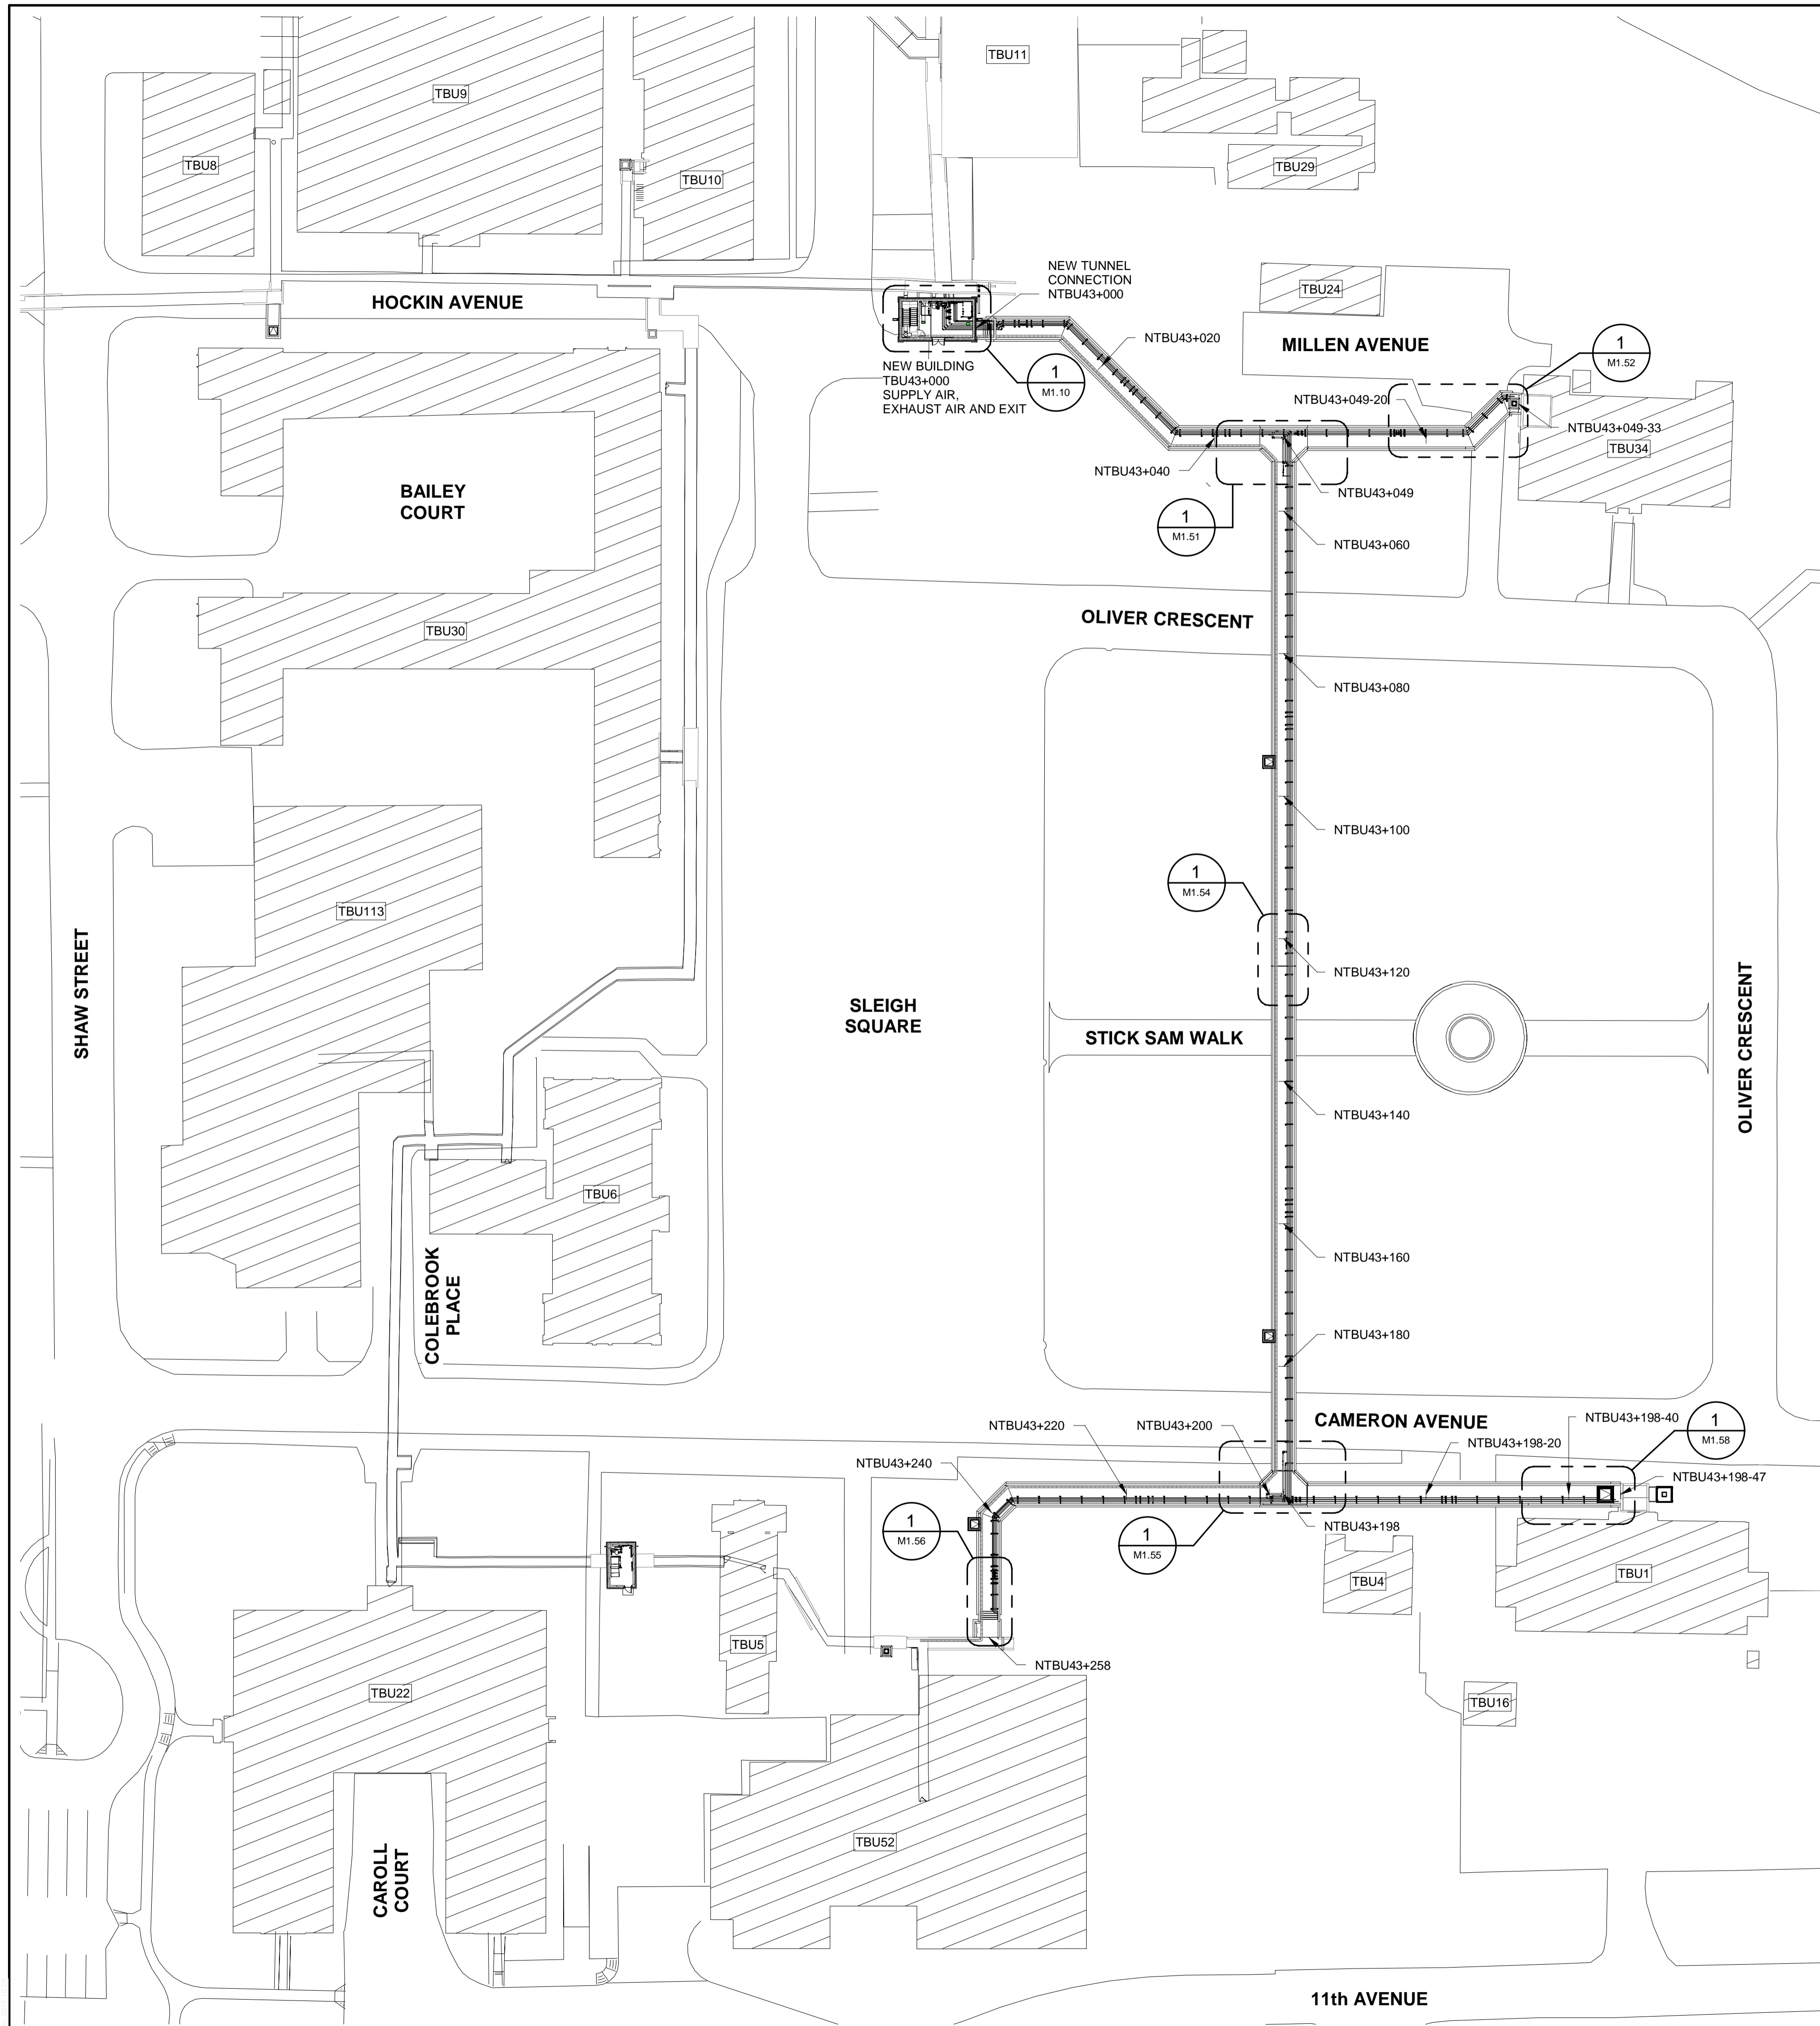 TBU11
TBU9
TBU8
TBU10
TBU29
NEW TUNNEL
CONNECTION
NTBU43+000
TBU24
HOCKIN AVENUE
NTBU43+020
MILLEN AVENUE
1
M1.52
NEW BUILDING
TBU43+000
SUPPLY AIR,
EXHAUST AIR AND EXIT
1
M1.10
NTBU43+049-20
NTBU43+049-33
TBU34
NTBU43+040
NTBU43+049
BAILEY
COURT
1
M1.51
NTBU43+060
OLIVER CRESCENT
TBU30
NTBU43+080
NTBU43+100
1
M1.54
TBU113
NTBU43+120
SHAW STREET
SLEIGH
SQUARE
STICK SAM WALK
OLIVER CRESCENT
NTBU43+140
TBU6
NTBU43+160
COLEBROOK
PLACE
NTBU43+180
NTBU43+220
NTBU43+200
CAMERON AVENUE
NTBU43+198-40
1
M1.58
NTBU43+240
NTBU43+198-20
NTBU43+198-47
1
M1.56
1
M1.55
NTBU43+198
TBU4
TBU1
TBU5
NTBU43+258
TBU22
TBU16
TBU52
CAROLL
COURT
11th AVENUE